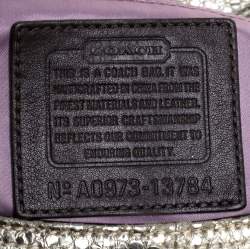 COACH
THIS IS A COACH BAG. IT WAS
HANDCRAFTED IN CHINA FROM THE
FINEST MATERIALS AND LEATHER.
ITS SUPERIOR CRAFTSMANSHIP
REFLECTS OUR COMMITMENT TO
ENDURING QUALITY.
Nº A0973-13784